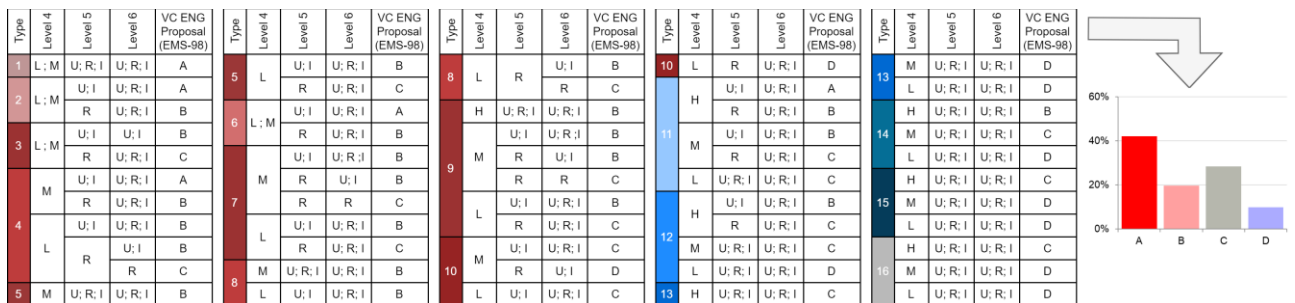 Type Level 4 Level 5 Level 6 VC ENG
Proposal
(EMS-98)
1 L ; M U; R; I U; R; I A
2 L ; M U; I U; R; I A
R U; R; I B
3 L ; M U; I U; I B
R U; R; I C
4 M U; I U; R; I A
R U; R; I B
L U; I U; R; I B
R U; I B
R C
5 M U; R; I U; R; I B
Type Level 4 Level 5 Level 6 VC ENG
Proposal
(EMS-98)
5 L U; I U; R; I B
R U; R; I C
6 L ; M U; I U; R; I A
R U; R; I B
7 M U; I U; R ;I B
R U; I B
R R C
L U; I U; R; I B
R U; R; I C
8 M U; R; I U; R; I B
L U; I U; R; I B
Type Level 4 Level 5 Level 6 VC ENG
Proposal
(EMS-98)
8 L R U; I B
R C
9 H U; R; I U; R; I B
M U; I U; R ;I B
R U; I B
R R C
L U; I U; R; I B
R U; R; I C
10 M U; I U; R; I C
R U; I D
L U; I U; R; I C
Type Level 4 Level 5 Level 6 VC ENG
Proposal
(EMS-98)
10 L R U; R; I D
11 H U; I U; R; I A
R U; R; I B
M U; I U; R; I B
R U; R; I C
L U; R; I U; R; I C
12 H U; I U; R; I C
R U; R; I C
M U; R; I U; R; I C
L U; R; I U; R; I D
13 H U; R; I U; R; I C
Type Level 4 Level 5 Level 6 VC ENG
Proposal
(EMS-98)
13 M U; R; I U; R; I D
L U; R; I U; R; I D
14 H U; R; I U; R; I B
M U; R; I U; R; I C
L U; R; I U; R; I D
15 H U; R; I U; R; I C
M U; R; I U; R; I D
L U; R; I U; R; I D
16 H U; R; I U; R; I C
M U; R; I U; R; I D
L U; R; I U; R; I D
60%
40%
20%
0%
A B C D